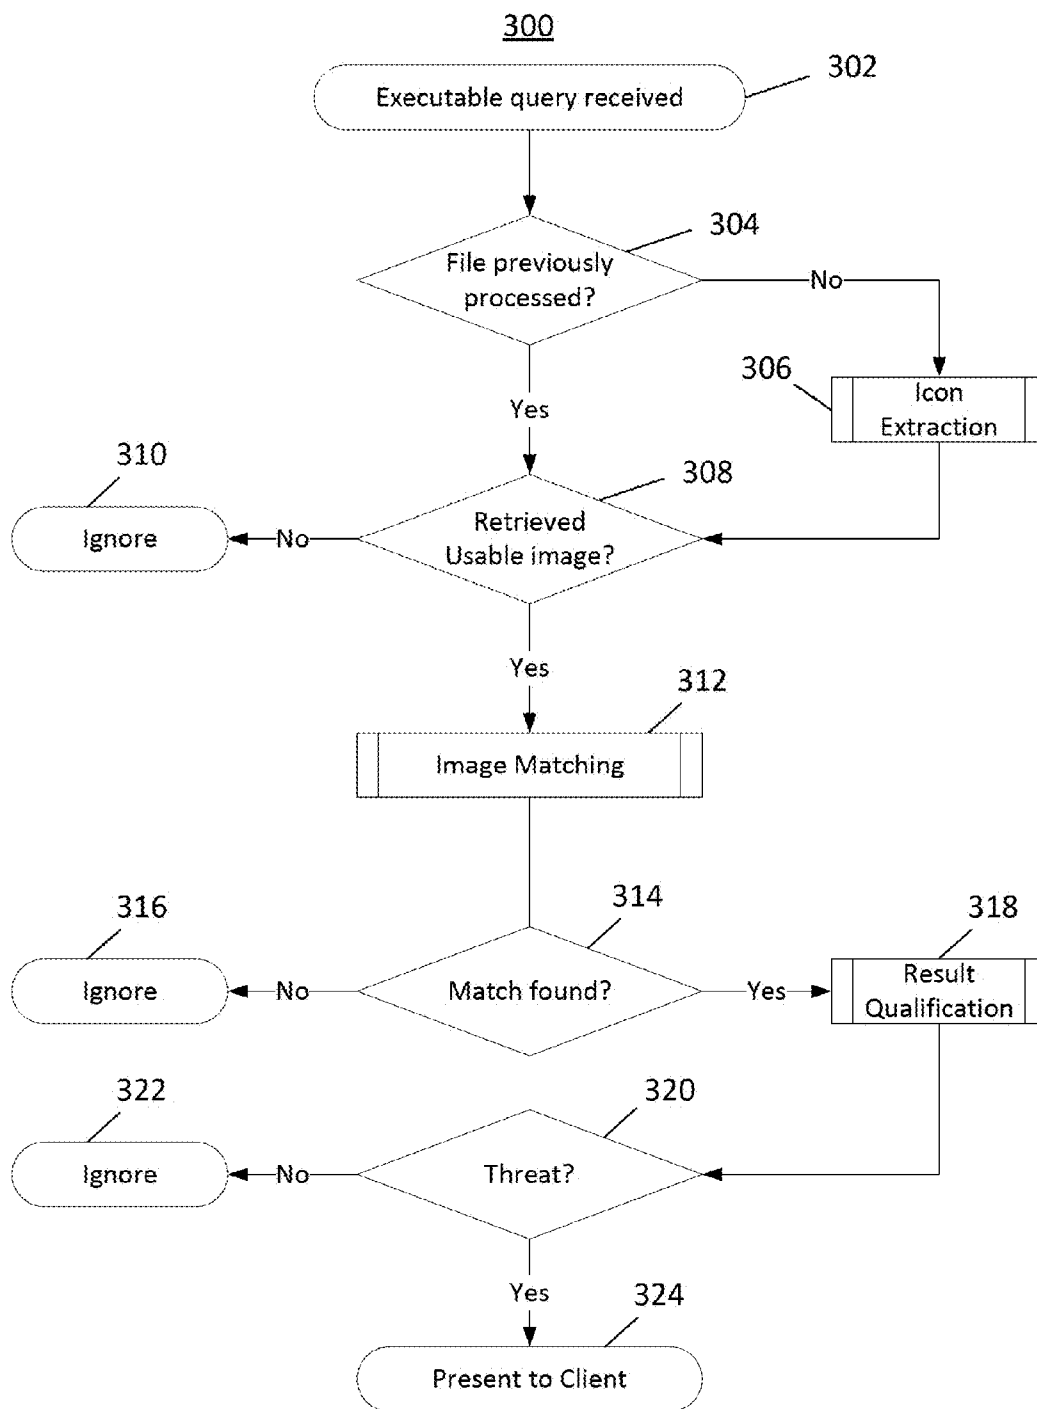 300
302
Executable query received
304
File previously
processed?
No
306
Icon
Extraction
Yes
310
308
Ignore
No
Retrieved
Usable image?
Yes
312
Image Matching
316
314
318
Ignore
No
Match found?
Yes
Result
Qualification
322
320
Ignore
No
Threat?
Yes
324
Present to Client